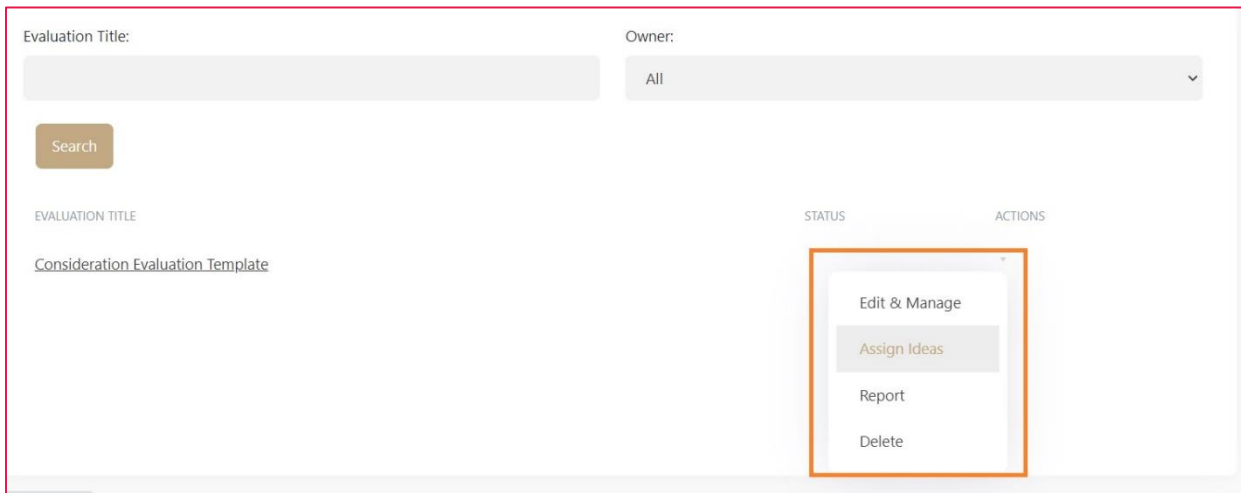 Evaluation Title:
Owner:
All
Search
EVALUATION TITLE
STATUS
ACTIONS
Consideration Evaluation Template
Edit & Manage
Assign Ideas
Report
Delete